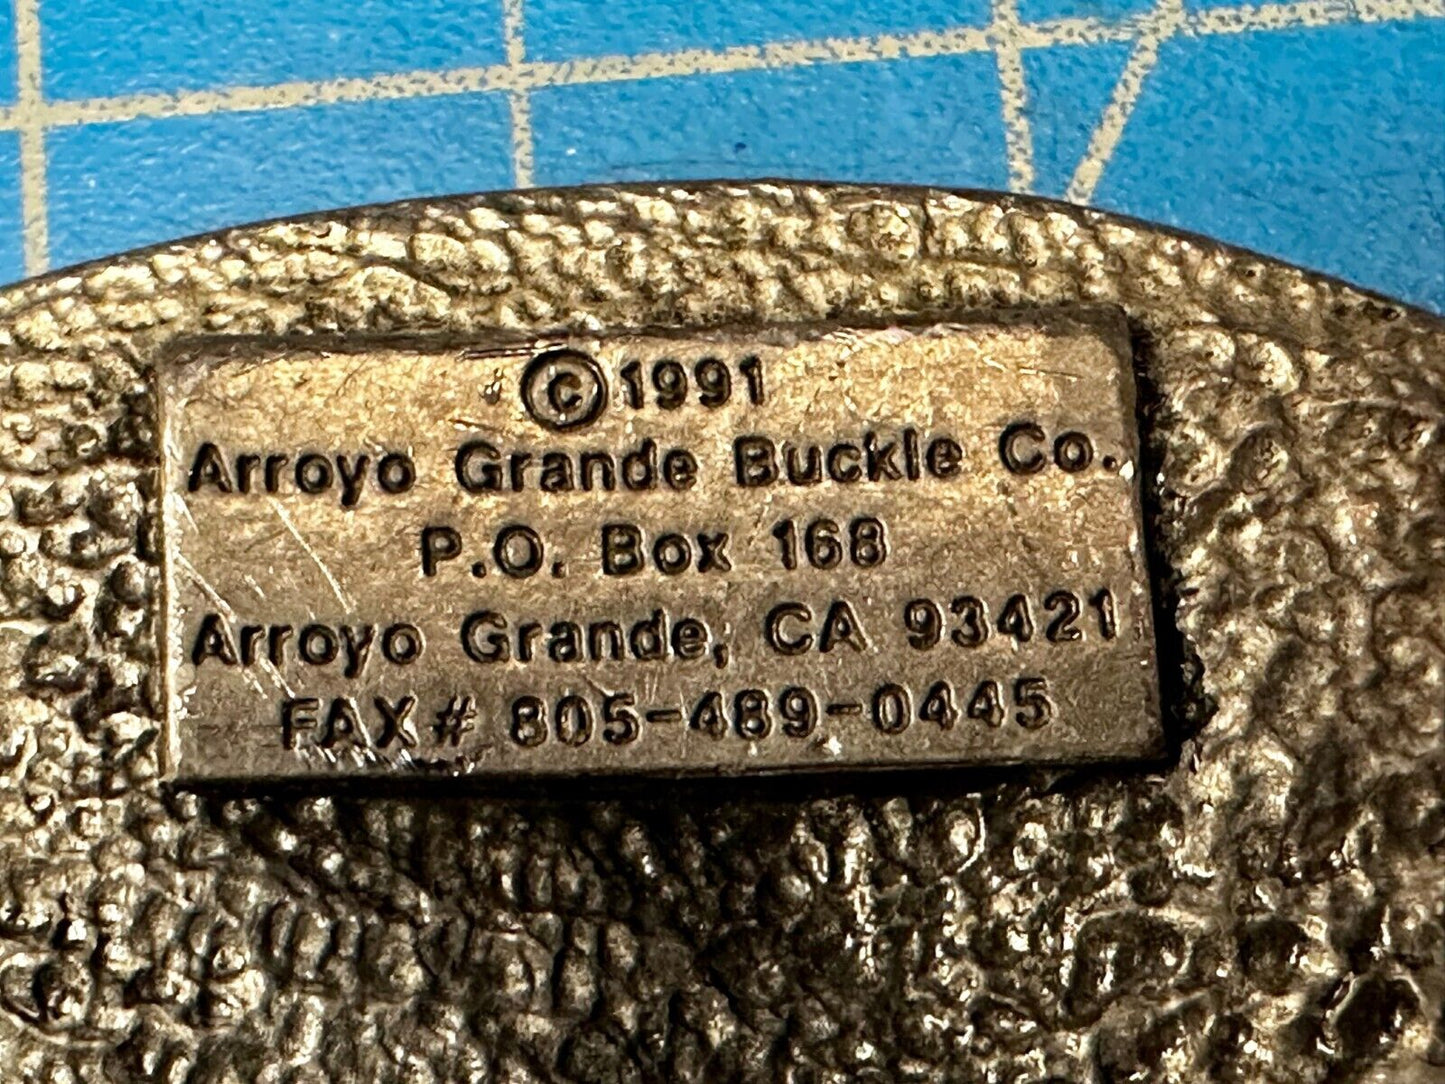 ©1991
Arroyo Grande Buckle Co.
P.O. Box 168
Arroyo Grande, CA 93421
FAX# 805-489-0445